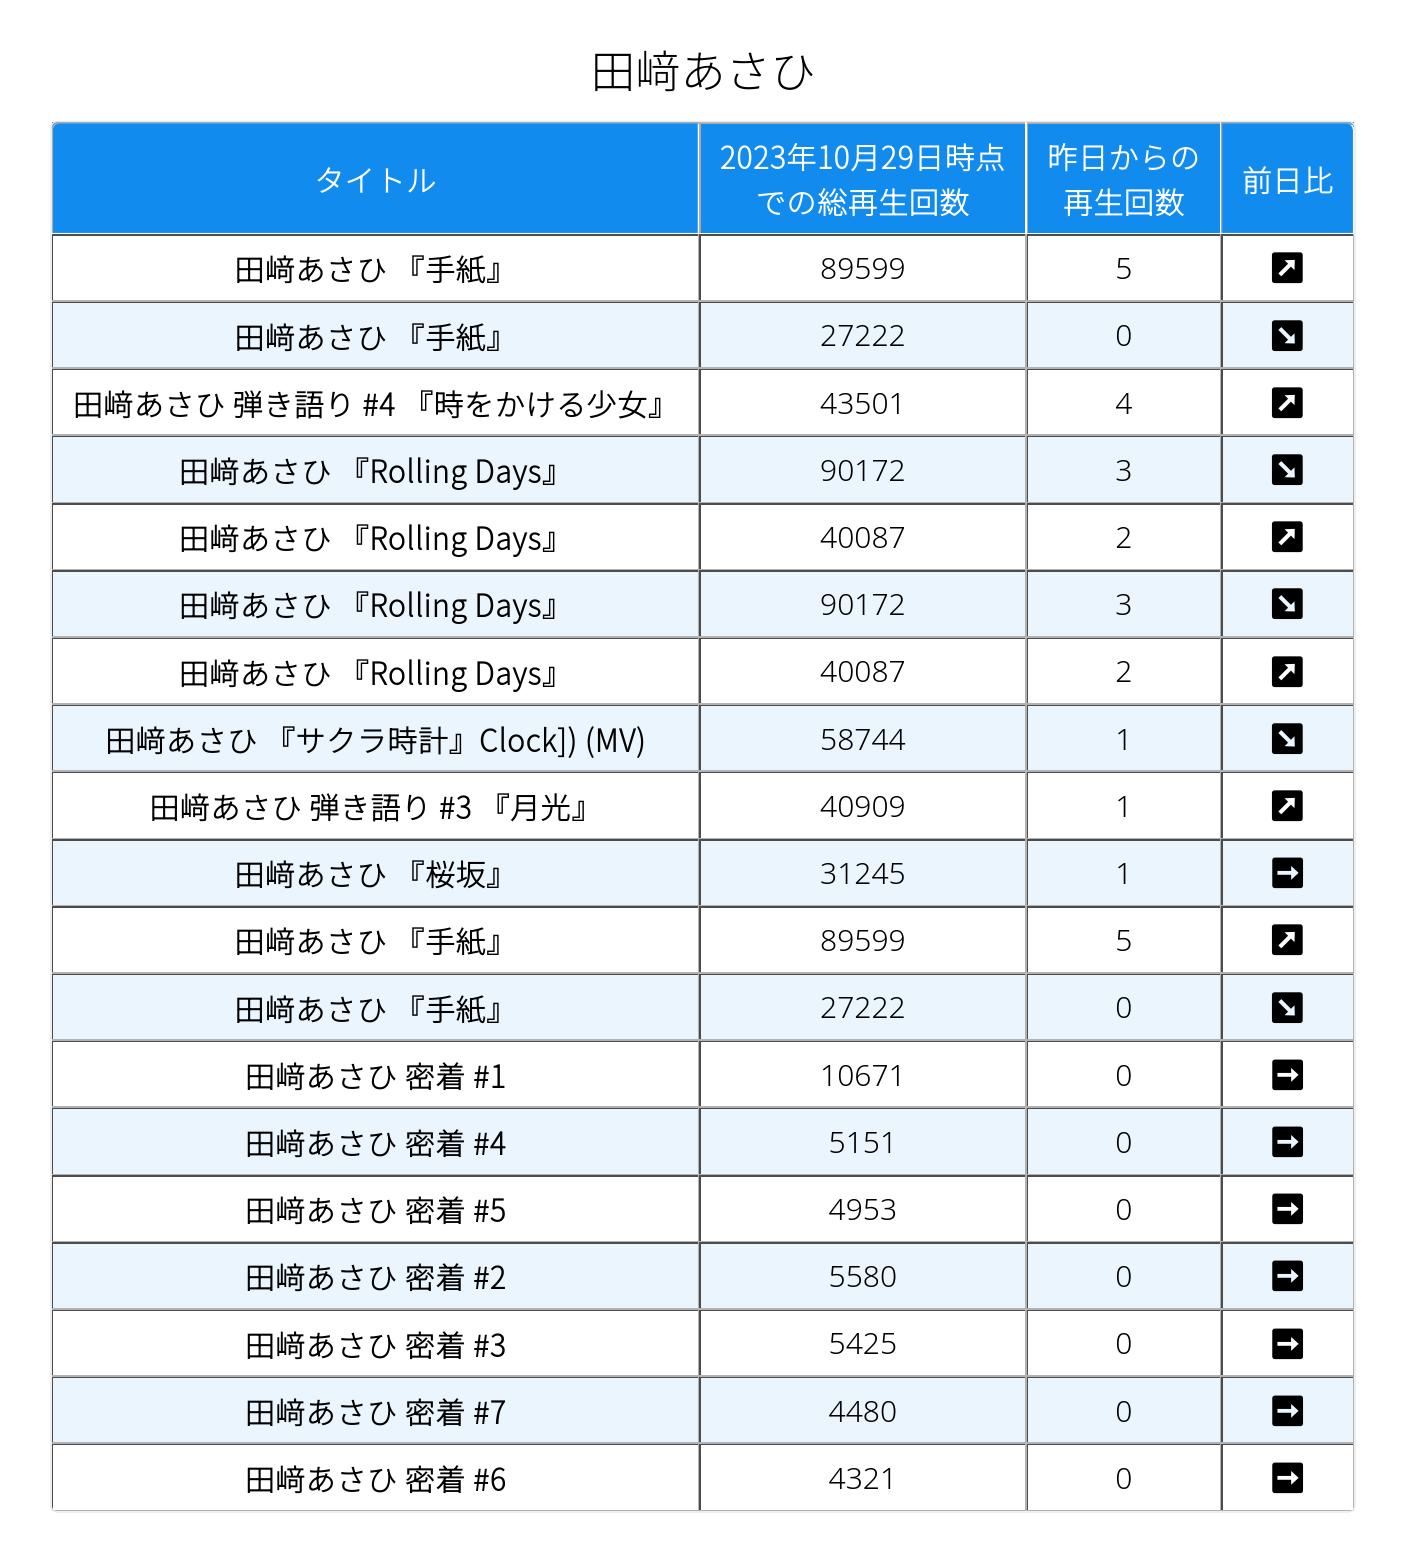 田﨑あさひ
タイトル
2023年10月29日時点
での総再生回数
昨日からの
再生回数
前日比
田﨑あさひ 『手紙』 89599 5
田﨑あさひ 『手紙』 27222 0
田﨑あさひ 弾き語り #4 『時をかける少女』 43501 4
田﨑あさひ 『Rolling Days』 90172 3
田﨑あさひ 『Rolling Days』 40087 2
田﨑あさひ 『Rolling Days』 90172 3
田﨑あさひ 『Rolling Days』 40087 2
田﨑あさひ 『サクラ時計』Clock]) (MV) 58744 1
田﨑あさひ 弾き語り #3 『月光』 40909 1
田﨑あさひ 『桜坂』 31245 1
田﨑あさひ 『手紙』 89599 5
田﨑あさひ 『手紙』 27222 0
田﨑あさひ 密着 #1 10671 0
田﨑あさひ 密着 #4 5151 0
田﨑あさひ 密着 #5 4953 0
田﨑あさひ 密着 #2 5580 0
田﨑あさひ 密着 #3 5425 0
田﨑あさひ 密着 #7 4480 0
田﨑あさひ 密着 #6 4321 0